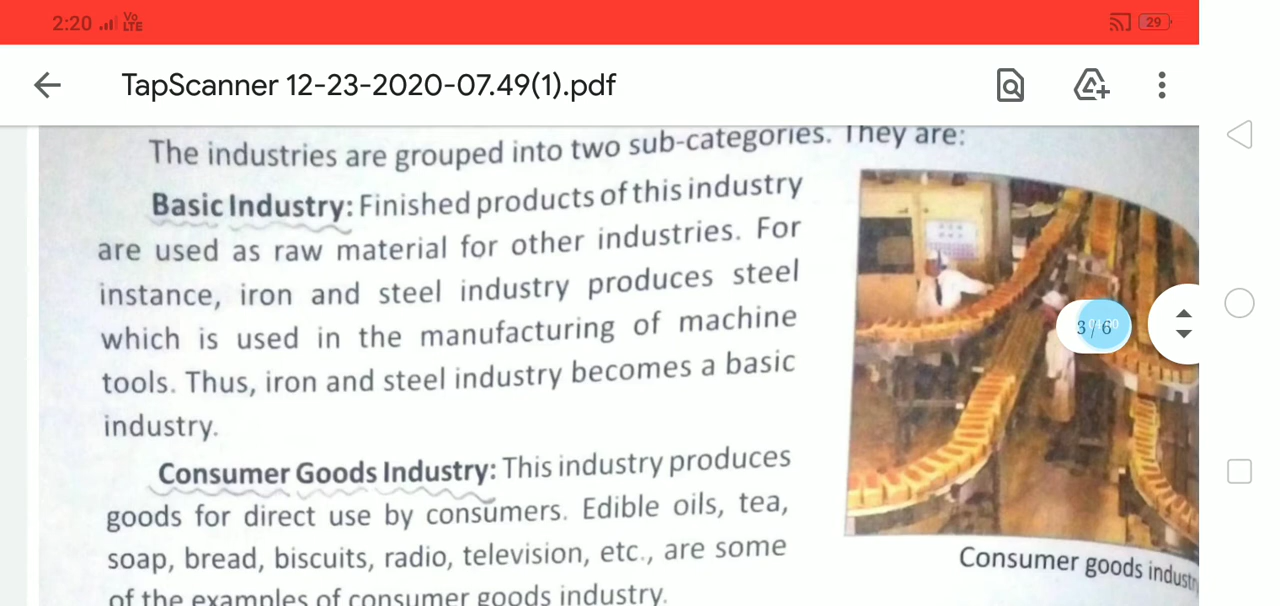 2:20 Vo LTE 29
TapScanner 12-23-2020-07.49(1).pdf
The industries are grouped into two sub-categories. They are:
Basic Industry: Finished products of this industry
are used as raw material for other industries. For
instance, iron and steel industry produces steel
which is used in the manufacturing of machine
tools. Thus, iron and steel industry becomes a basic
industry.
Consumer Goods Industry: This industry produces
goods for direct use by consumers. Edible oils, tea,
soap, bread, biscuits, radio, television, etc., are some
of the examples of consumer goods industry.
3 / 6
Consumer goods industr